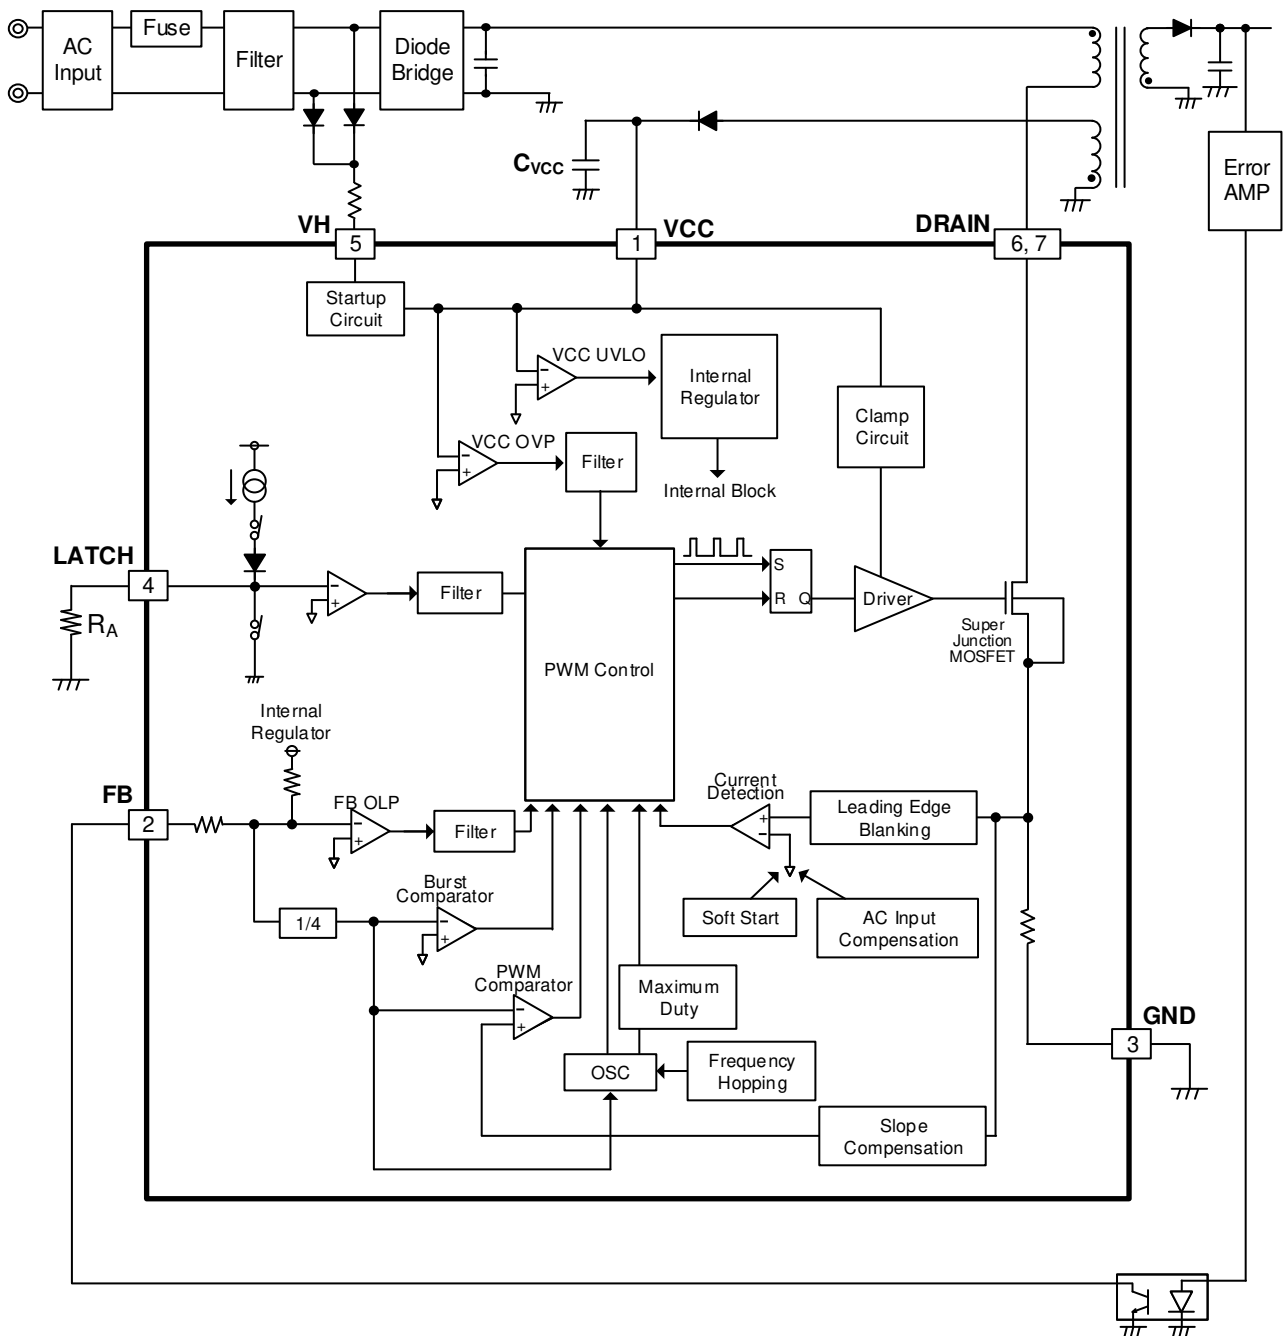 AC
Input
Fuse
Filter
Diode
Bridge
CVCC
Error
AMP
VH
VCC
DRAIN
5
1
6, 7
Startup
Circuit
VCC UVLO
Internal
Regulator
Clamp
Circuit
VCC OVP
Filter
Internal Block
LATCH
4
RA
Filter
S
R Q
Driver
Super
Junction
MOSFET
PWM Control
Internal
Regulator
FB
2
FB OLP
Filter
Current
Detection
Leading Edge
Blanking
Burst
Comparator
1/4
Soft Start
AC Input
Compensation
PWM
Comparator
Maximum
Duty
GND
3
OSC
Frequency
Hopping
Slope
Compensation